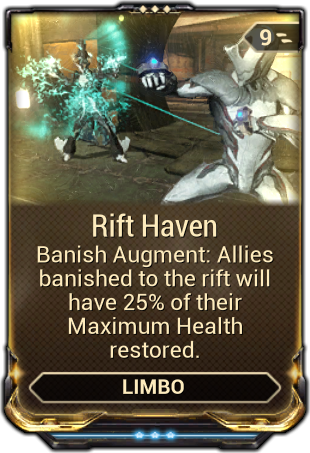 9
Rift Haven
Banish Augment: Allies
banished to the rift will
have 25% of their
Maximum Health
restored.
LIMBO